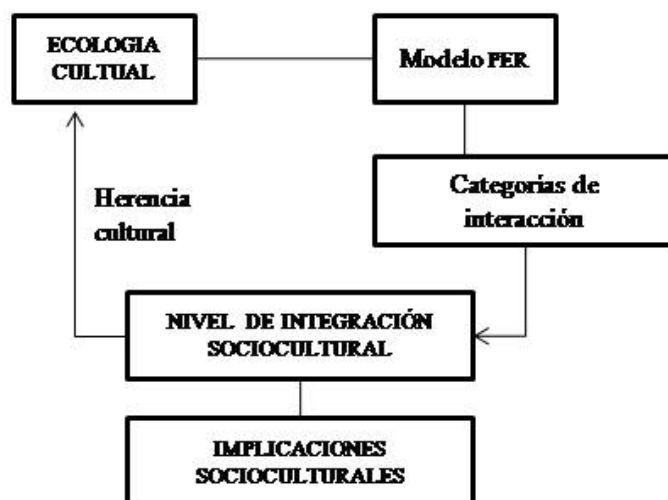 ECOLOGIA
CULTUAL
Modelo PER
Categorías de
interacción
Herencia
cultural
NIVEL DE INTEGRACIÓN
SOCIOCULTURAL
IMPLICACIONES
SOCIOCULTURALES